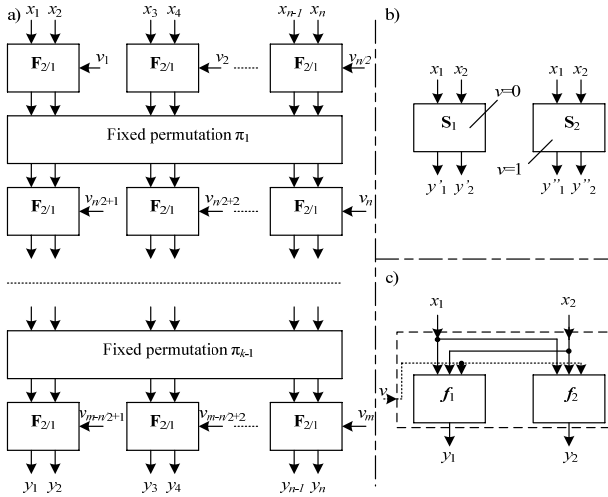 a)
x1 x2 x3 x4 xn-1 xn
F2/1 v1 F2/1 v2 F2/1 vn/2
Fixed permutation π1
F2/1 vn/2+1 F2/1 vn/2+2 F2/1 vn
Fixed permutation πk-1
F2/1 vm-n/2+1 F2/1 vm-n/2+2 F2/1 vm
y1 y2 y3 y4 yn-1 yn
b)
x1 x2 x1 x2
S1 v=0 S2
v=1
y'1 y'2 y''1 y''2
c)
x1 x2
v
f1 f2
y1 y2